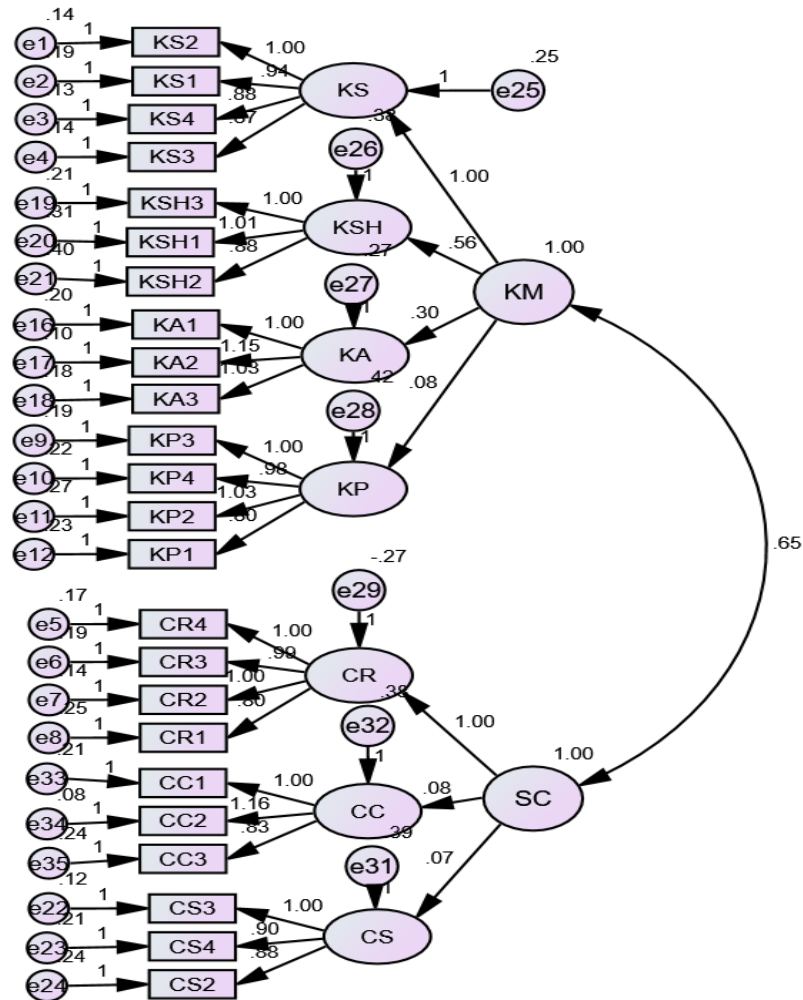 .14
e1 1 KS2 1.00
.19
e2 1 KS1 .94
.13
e3 1 KS4 .88
.14
e4 1 KS3 .87
KS 1 e25 .25
.21
e19 1 KSH3 1.00
.31
e20 1 KSH1 1.01
.40
e21 1 KSH2 .88
KSH 1 e26 .38
.20
e16 1 KA1 1.00
.10
e17 1 KA2 1.15
.18
e18 1 KA3 1.03
KA 1 e27 .27
.19
e9 1 KP3 1.00
.22
e10 1 KP4 .98
.27
e11 1 KP2 1.03
.23
e12 1 KP1 .80
KP 1 e28 .42
1.00
.56
.30
.08
KM 1.00
.65
.17
e5 1 CR4 1.00
.19
e6 1 CR3 .99
.14
e7 1 CR2 1.00
.25
e8 1 CR1 .80
CR 1 e29 -.27
.21
e33 1 CC1 1.00
.08
e34 1 CC2 1.16
.24
e35 1 CC3 .83
CC 1 e32 .38
.12
e22 1 CS3 1.00
.21
e23 1 CS4 .90
.24
e24 1 CS2 .88
CS 1 e31 .39
1.00
.08
.07
SC 1.00